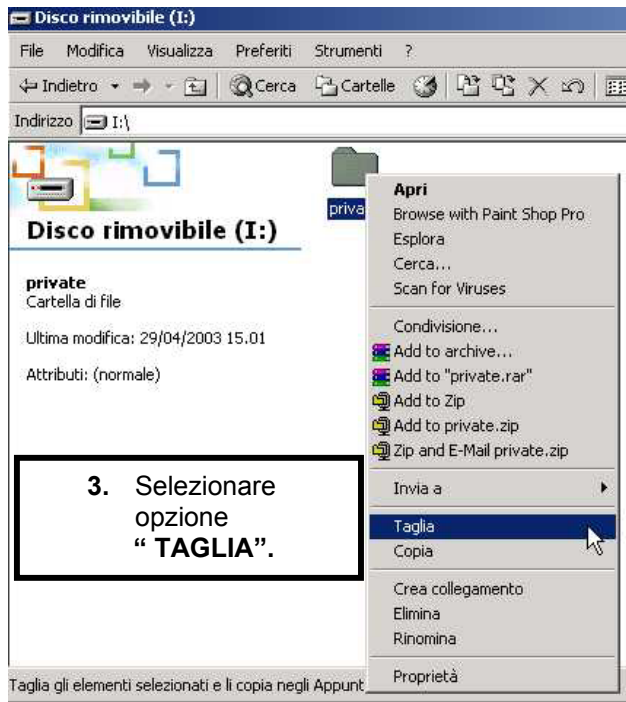 Disco rimovibile (I:)
File Modifica Visualizza Preferiti Strumenti ?
Indietro Cerca Cartelle
Indirizzo I:\
Disco rimovibile (I:)
private
Cartella di file
Ultima modifica: 29/04/2003 15.01
Attributi: (normale)
priva
Apri
Browse with Paint Shop Pro
Esplora
Cerca...
Scan for Viruses
Condivisione...
Add to archive...
Add to "private.rar"
Add to Zip
Add to private.zip
Zip and E-Mail private.zip
Invia a
Taglia
Copia
Crea collegamento
Elimina
Rinomina
Proprietà
3. Selezionare
opzione
“ TAGLIA”.
Taglia gli elementi selezionati e li copia negli Appunt